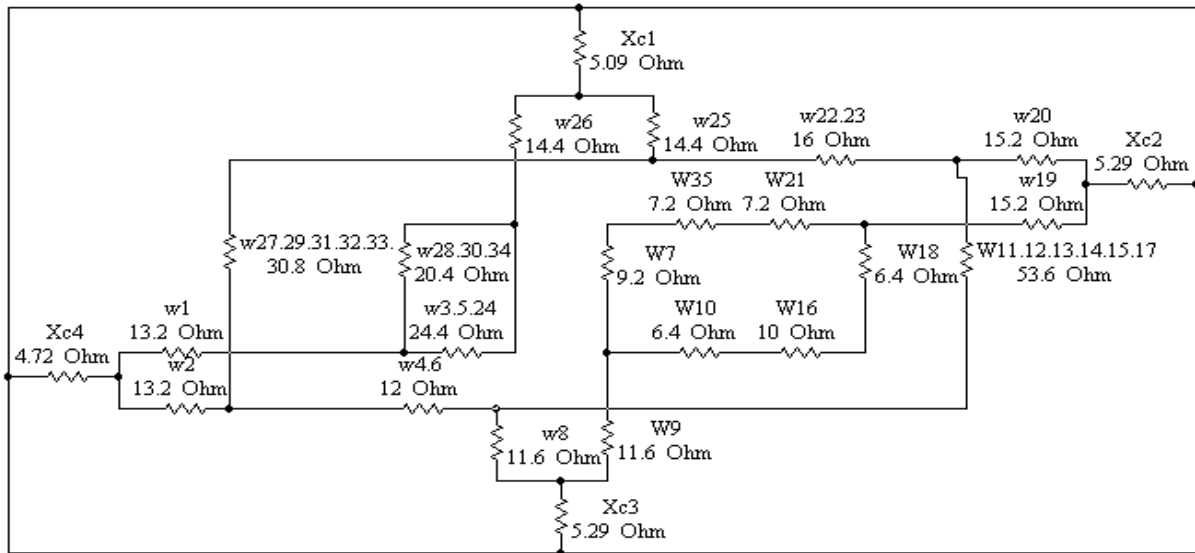 Xc1
5.09 Ohm
w26
14.4 Ohm
w25
14.4 Ohm
w22.23
16 Ohm
w20
15.2 Ohm
Xc2
5.29 Ohm
W35
7.2 Ohm
W21
7.2 Ohm
w19
15.2 Ohm
w27.29.31.32.33.
30.8 Ohm
w28.30.34
20.4 Ohm
W7
9.2 Ohm
W18
6.4 Ohm
W11.12.13.14.15.17
53.6 Ohm
w1
13.2 Ohm
w3.5.24
24.4 Ohm
W10
6.4 Ohm
W16
10 Ohm
Xc4
4.72 Ohm
w2
13.2 Ohm
w4.6
12 Ohm
w8
11.6 Ohm
W9
11.6 Ohm
Xc3
5.29 Ohm